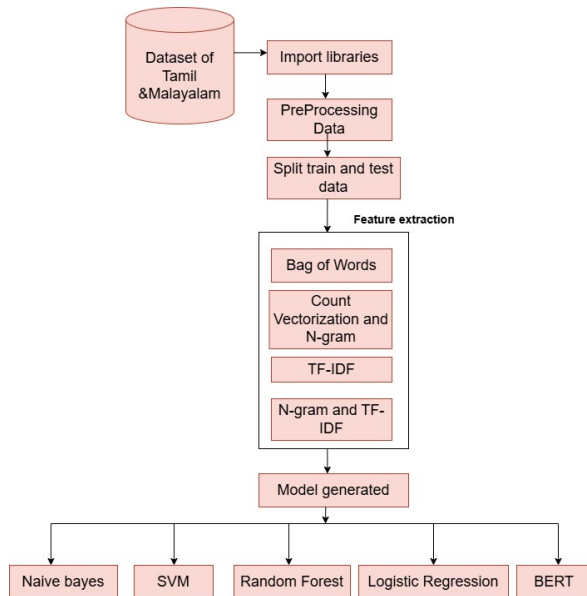 Dataset of
Tamil
&Malayalam
Import libraries
PreProcessing
Data
Split train and test
data
Feature extraction
Bag of Words
Count
Vectorization and
N-gram
TF-IDF
N-gram and TF-
IDF
Model generated
Naive bayes
SVM
Random Forest
Logistic Regression
BERT